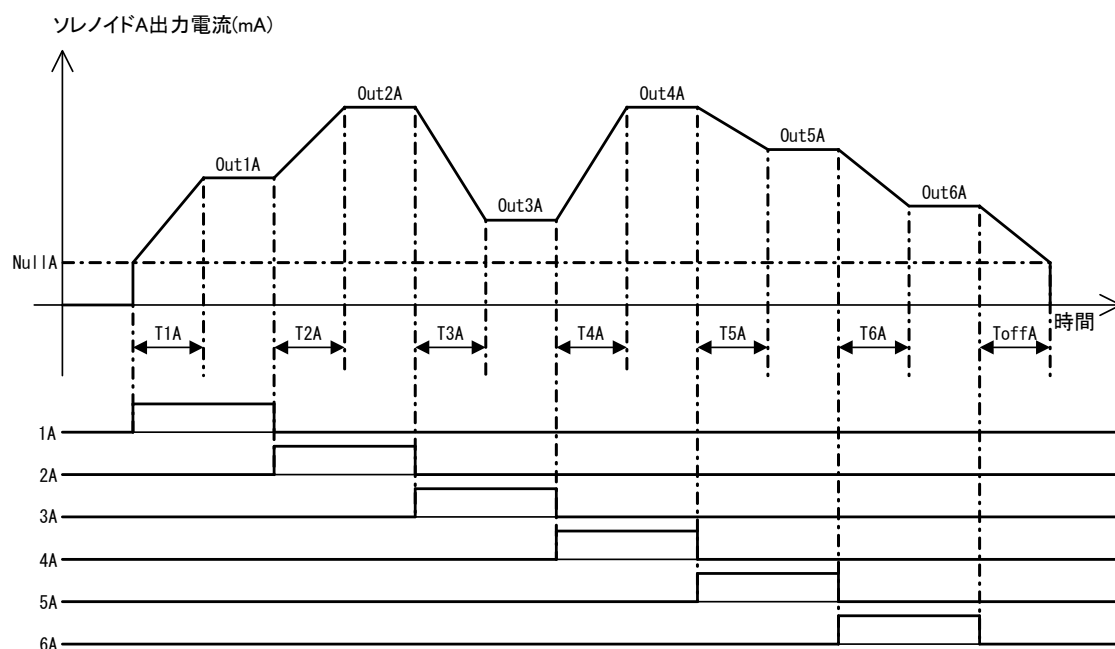 ソレノイドA出力電流(mA)
Out2A
Out4A
Out5A
Out1A
Out6A
Out3A
NullA
時間
T1A
T2A
T3A
T4A
T5A
T6A
ToffA
1A
2A
3A
4A
5A
6A